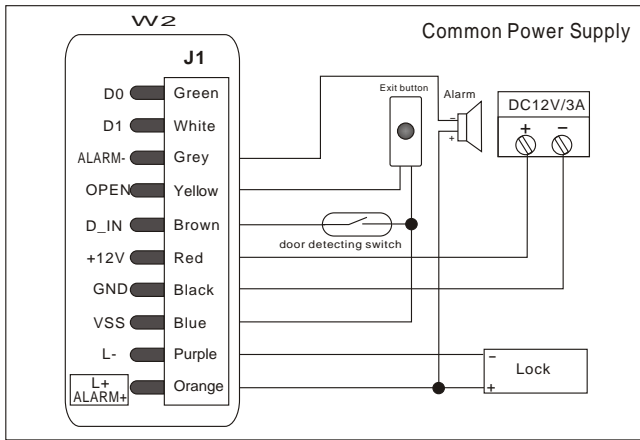 W2
Common Power Supply
J1
D0 Green
D1 White
ALARM- Grey
OPEN Yellow
D_IN Brown
+12V Red
GND Black
VSS Blue
L- Purple
L+
ALARM+
Orange
Exit button
Alarm
−
+
DC12V/3A
+ −
door detecting switch
−
Lock
+